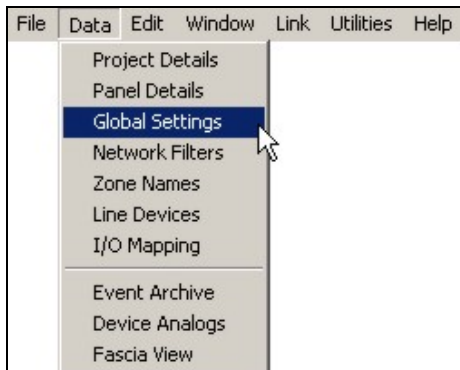 File Data Edit Window Link Utilities Help
Project Details
Panel Details
Global Settings
Network Filters
Zone Names
Line Devices
I/O Mapping
Event Archive
Device Analogs
Fascia View